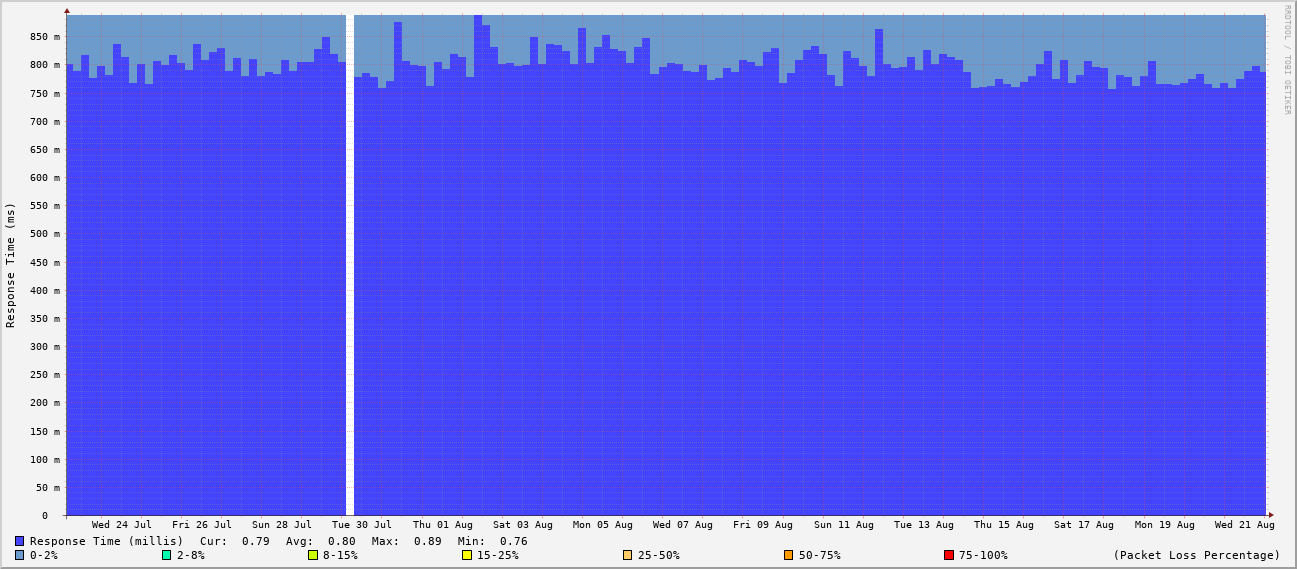 RRDTOOL / TOBI OETIKER
Response Time (ms)
850 m
800 m
750 m
700 m
650 m
600 m
550 m
500 m
450 m
400 m
350 m
300 m
250 m
200 m
150 m
100 m
50 m
0
Wed 24 Jul Fri 26 Jul Sun 28 Jul Tue 30 Jul Thu 01 Aug Sat 03 Aug Mon 05 Aug Wed 07 Aug Fri 09 Aug Sun 11 Aug Tue 13 Aug Thu 15 Aug Sat 17 Aug Mon 19 Aug Wed 21 Aug
Response Time (millis) Cur: 0.79 Avg: 0.80 Max: 0.89 Min: 0.76
0-2% 2-8% 8-15% 15-25% 25-50% 50-75% 75-100% (Packet Loss Percentage)